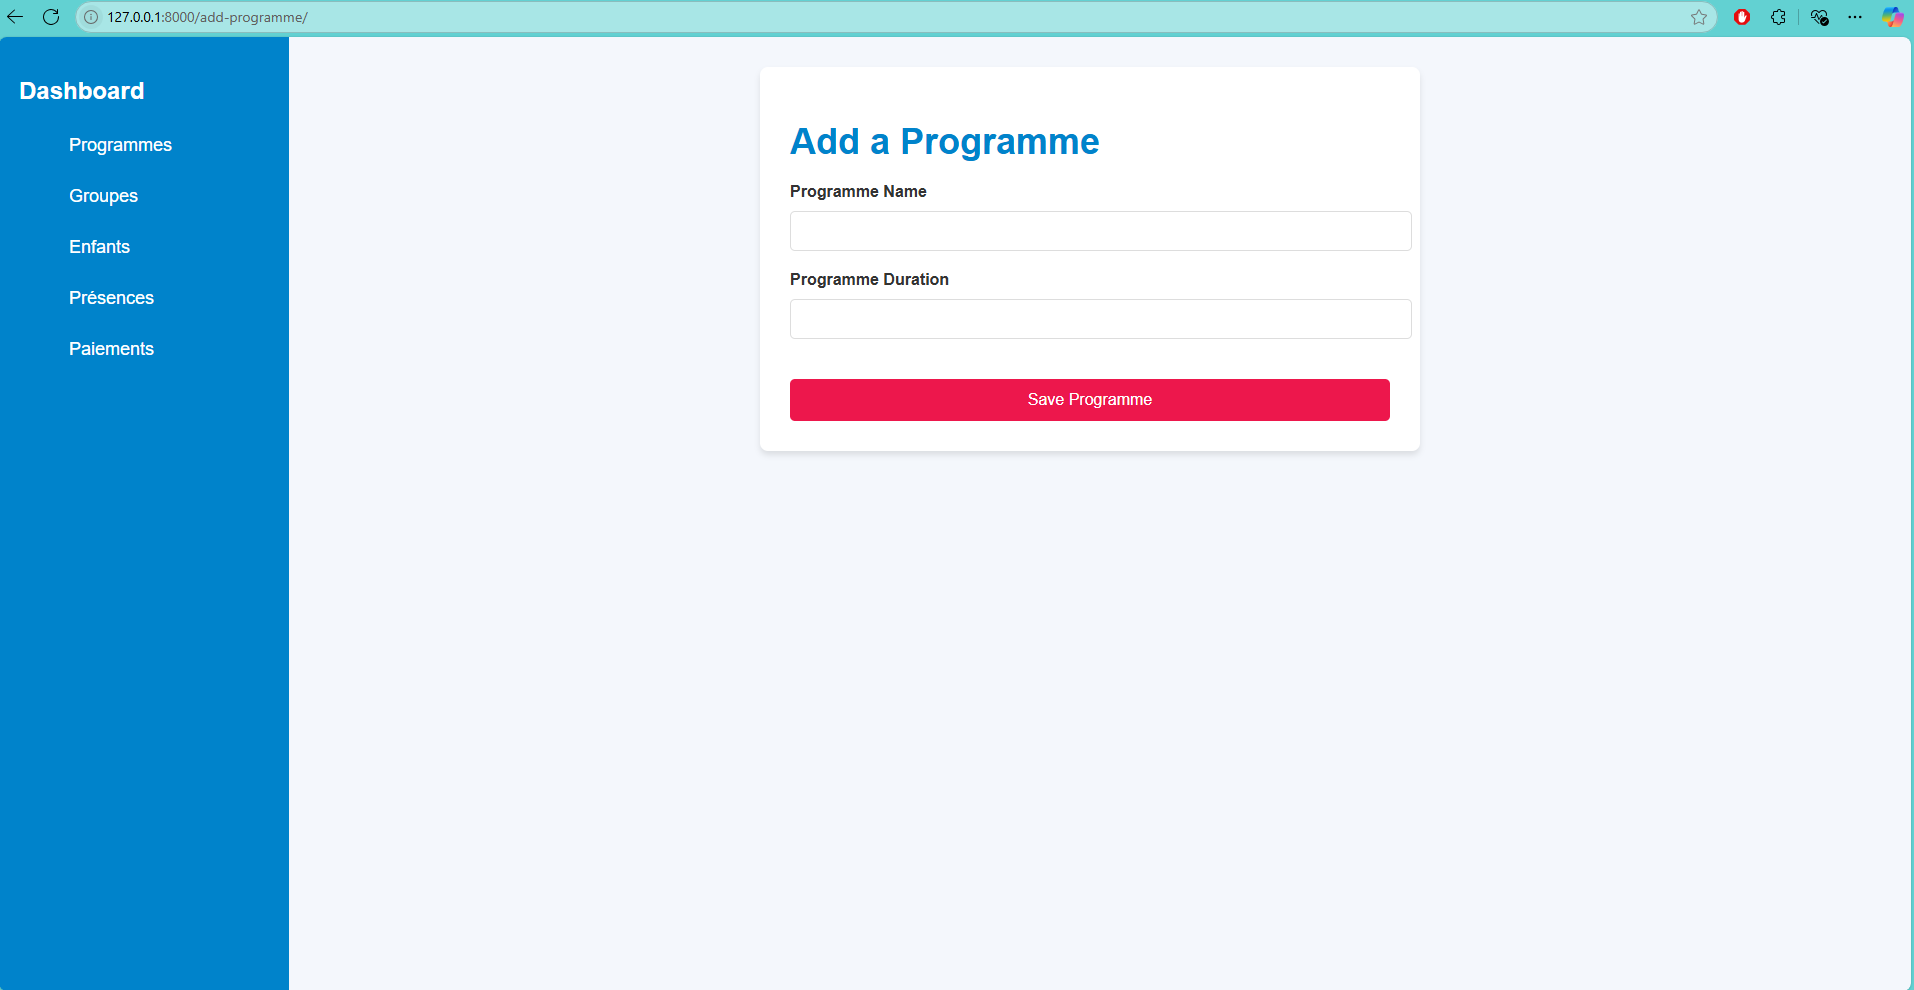 127.0.0.1:8000/add-programme/
Dashboard
Programmes
Groupes
Enfants
Présences
Paiements
Add a Programme
Programme Name
Programme Duration
Save Programme